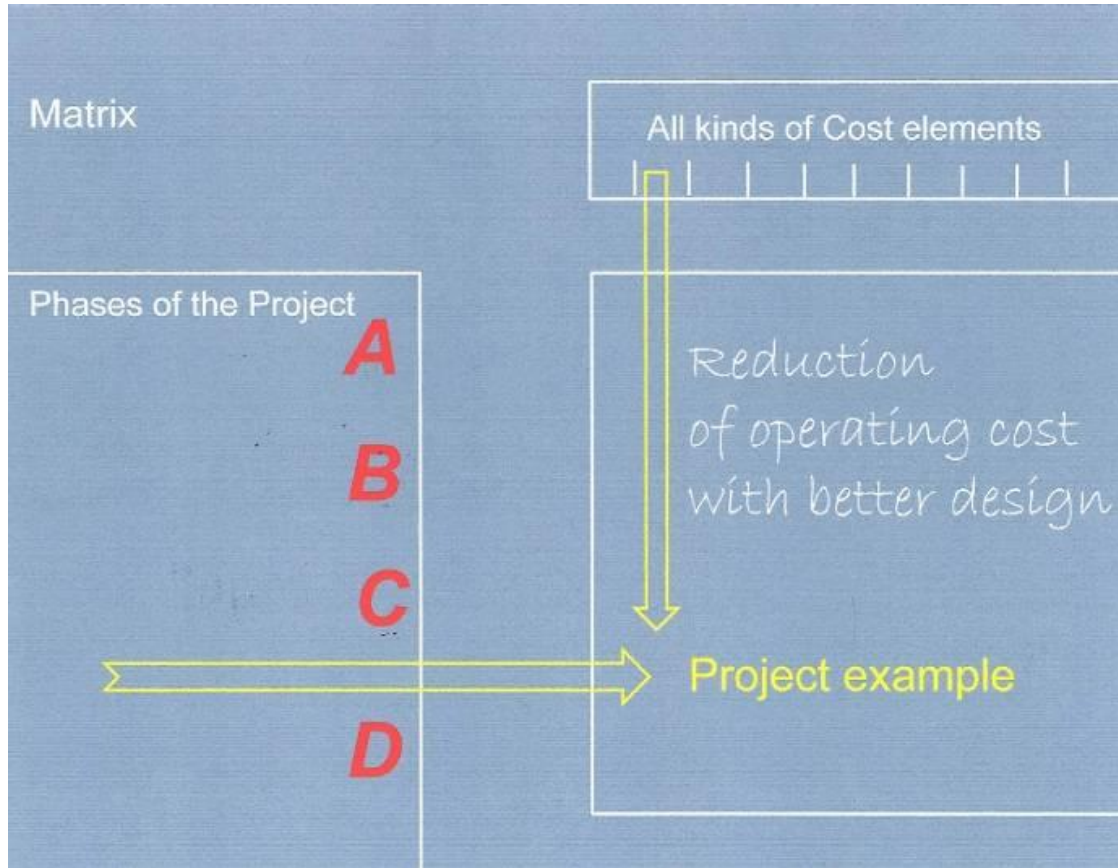 Matrix
All kinds of Cost elements
Phases of the Project
A
B
C
D
Reduction
of operating cost
with better design
Project example